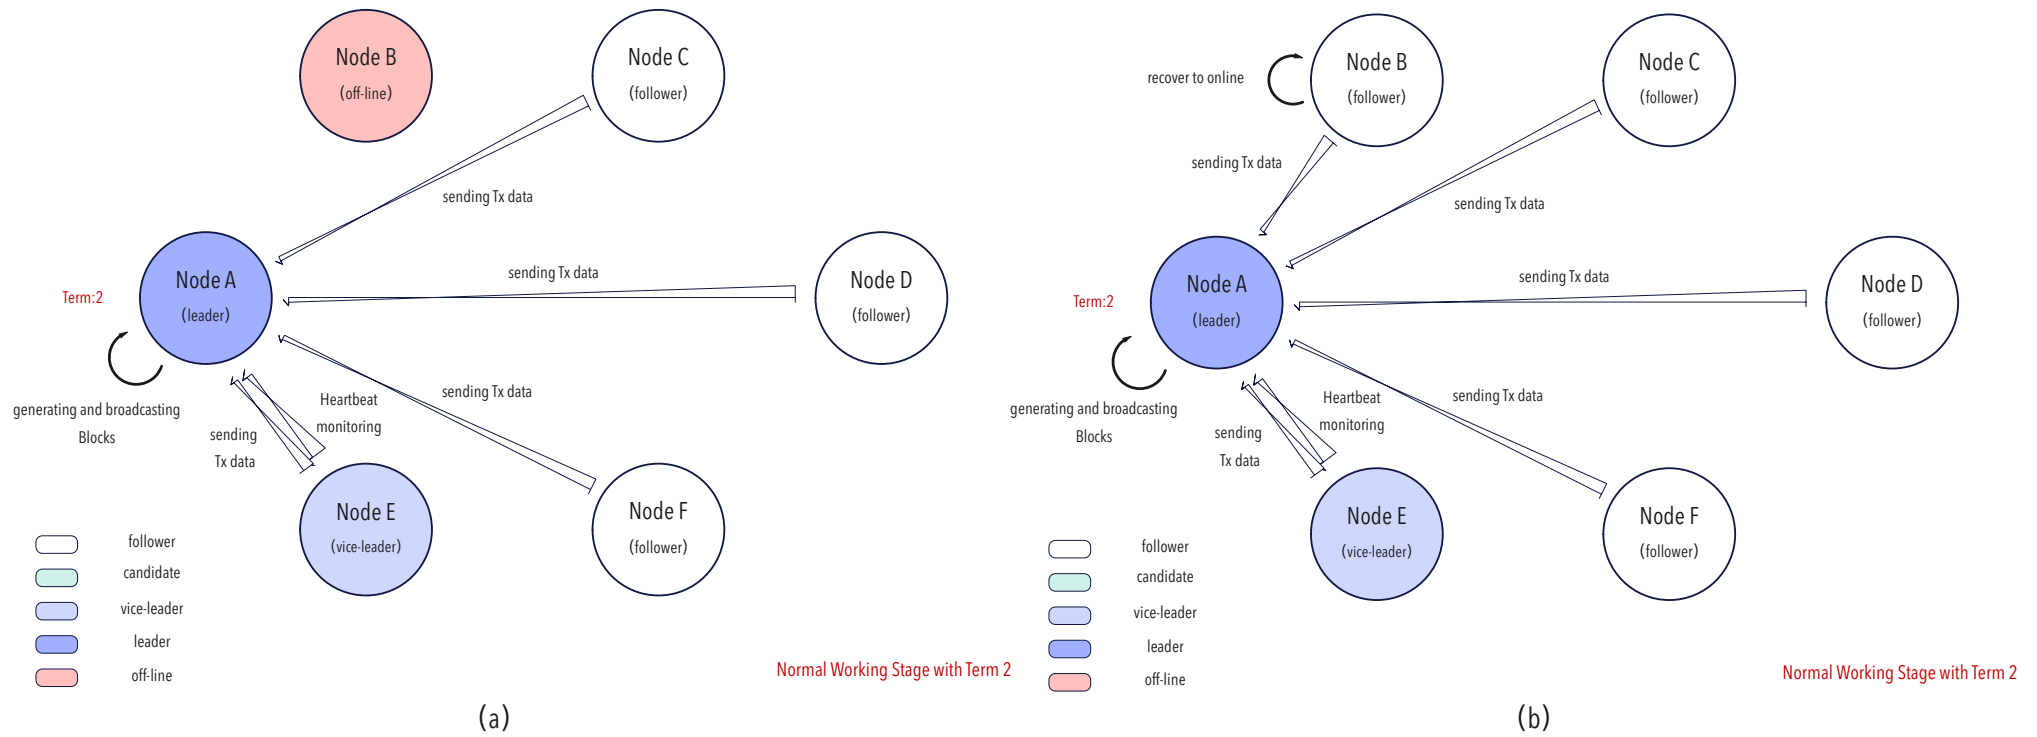 Node B
(off-line)
Node C
(follower)
sending Tx data
Node A
(leader)
Term:2
sending Tx data
Node D
(follower)
generating and broadcasting
Blocks
sending
Tx data
Heartbeat
monitoring
sending Tx data
Node E
(vice-leader)
Node F
(follower)
follower
candidate
vice-leader
leader
off-line
Normal Working Stage with Term 2
(a)
recover to online
Node B
(follower)
Node C
(follower)
sending Tx data
sending Tx data
Node A
(leader)
Term:2
sending Tx data
Node D
(follower)
generating and broadcasting
Blocks
sending
Tx data
Heartbeat
monitoring
sending Tx data
Node E
(vice-leader)
Node F
(follower)
follower
candidate
vice-leader
leader
off-line
Normal Working Stage with Term 2
(b)